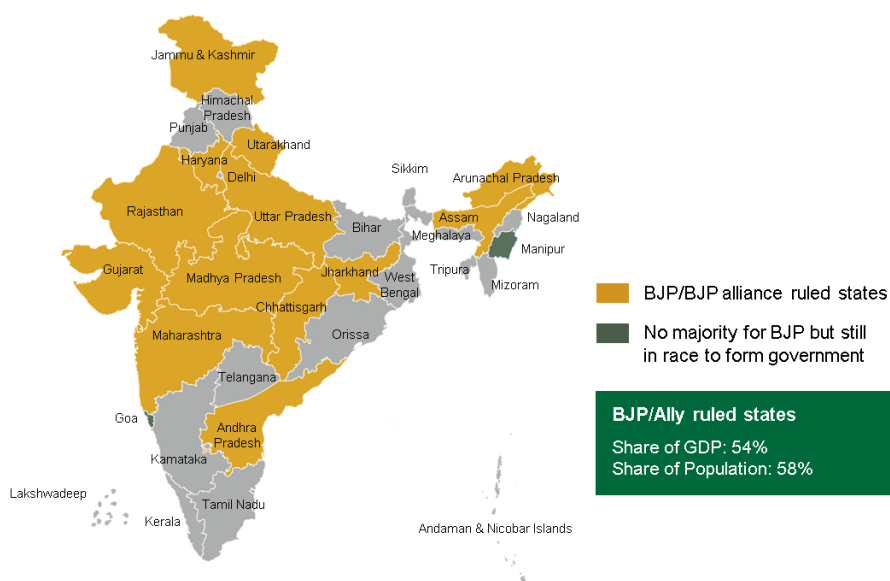 Jammu & Kashmir
Himachal
Pradesh
Punjab
Utarakhand
Haryana
Delhi
Sikkim
Arunachal Pradesh
Rajasthan
Uttar Pradesh
Assam
Nagaland
Bihar
Meghalaya
Manipur
Gujarat
Madhya Pradesh
Jharkhand
West
Bengal
Tripura
Mizoram
Chhattisgarh
Maharashtra
Orissa
Telangana
Goa
Andhra
Pradesh
Karnataka
Lakshwadeep
Tamil Nadu
Kerala
Andaman & Nicobar Islands
BJP/BJP alliance ruled states
No majority for BJP but still
in race to form government
BJP/Ally ruled states
Share of GDP: 54%
Share of Population: 58%